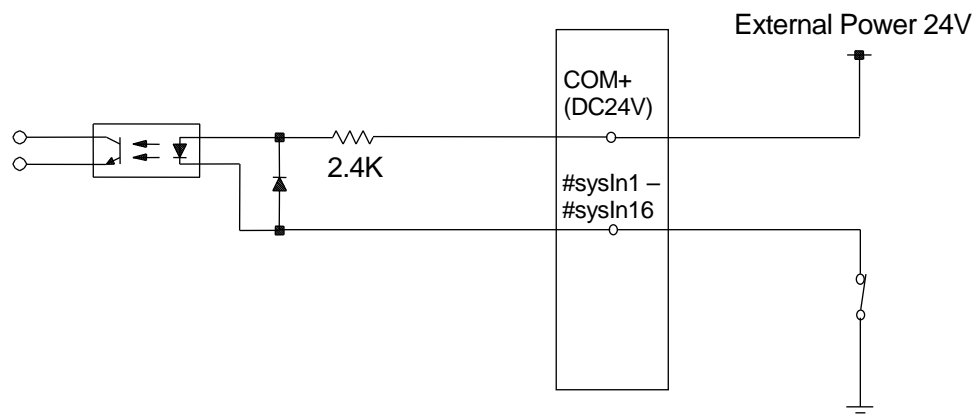 External Power 24V
COM+
(DC24V)
2.4K
#sysIn1 –
#sysIn16